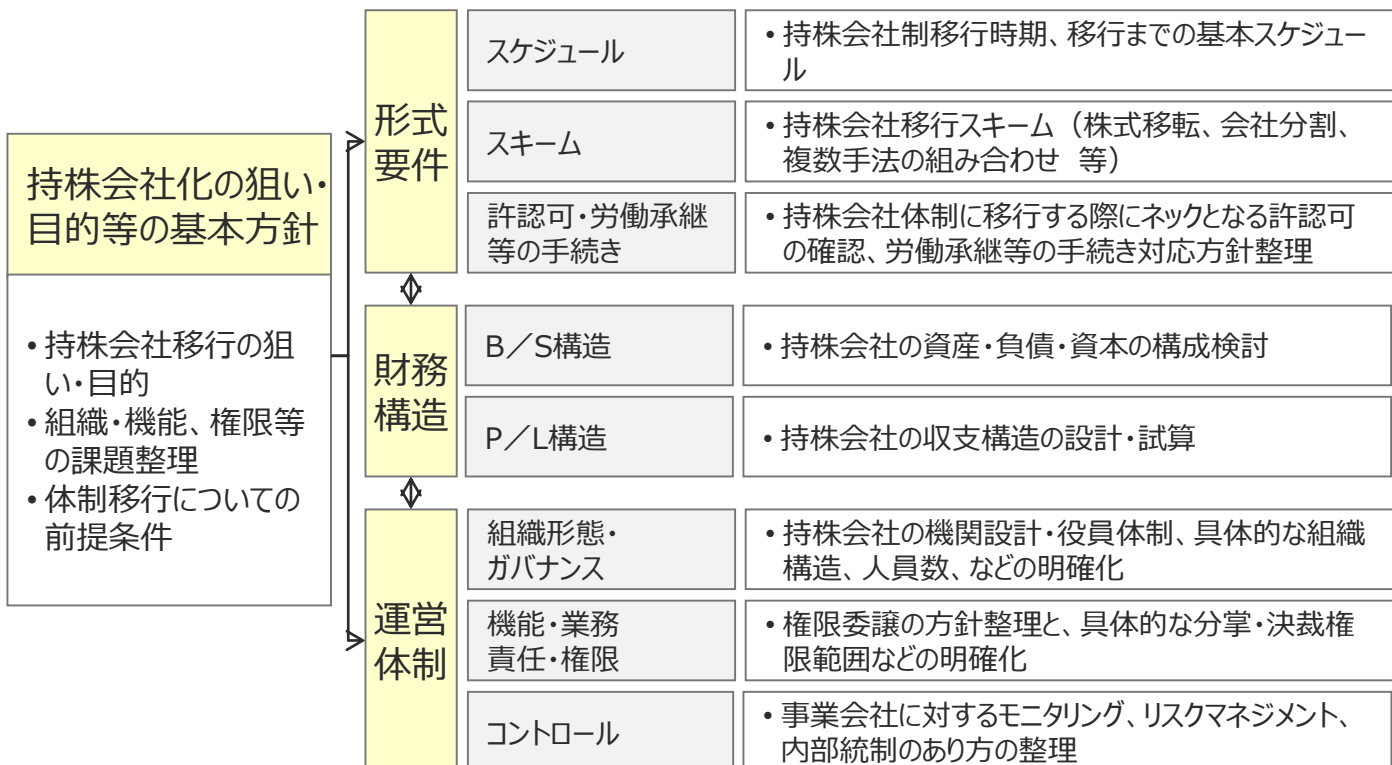 持株会社化の狙い・
目的等の基本方針
• 持株会社移行の狙
い・目的
• 組織・機能、権限等
の課題整理
• 体制移行についての
前提条件
形式
要件
スケジュール
• 持株会社制移行時期、移行までの基本スケジュー
ル
スキーム
• 持株会社移行スキーム（株式移転、会社分割、
複数手法の組み合わせ　等）
許認可・労働承継
等の手続き
• 持株会社体制に移行する際にネックとなる許認可
の確認、労働承継等の手続き対応方針整理
財務
構造
B／S構造
• 持株会社の資産・負債・資本の構成検討
P／L構造
• 持株会社の収支構造の設計・試算
運営
体制
組織形態・
ガバナンス
• 持株会社の機関設計・役員体制、具体的な組織
構造、人員数、などの明確化
機能・業務
責任・権限
• 権限委譲の方針整理と、具体的な分掌・決裁権
限範囲などの明確化
コントロール
• 事業会社に対するモニタリング、リスクマネジメント、
内部統制のあり方の整理